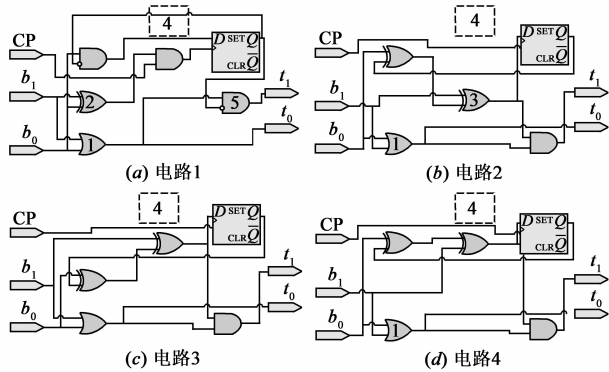 4
CP
D SET Q
CLR Q̅
b₁
2
5
t₁
b₀
1
t₀
(a) 电路1
4
CP
D SET Q
CLR Q̅
b₁
3
t₁
b₀
1
t₀
(b) 电路2
4
CP
D SET Q
CLR Q̅
b₁
t₁
b₀
t₀
(c) 电路3
4
CP
D SET Q
CLR Q̅
b₁
t₁
b₀
1
t₀
(d) 电路4